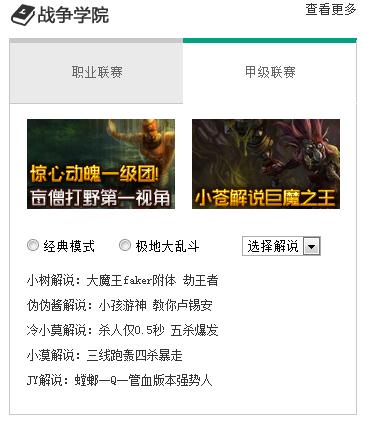 战争学院
查看更多
职业联赛
甲级联赛
惊心动魄一级团!
盲僧打野第一视角
小苍解说巨魔之王
经典模式
极地大乱斗
选择解说
小树解说：大魔王faker附体 劫王者
伪伪酱解说：小孩游神 教你卢锡安
冷小莫解说：杀人仅0.5秒 五杀爆发
小漠解说：三线跑轰四杀暴走
JY解说：螳螂一Q一管血版本强势人